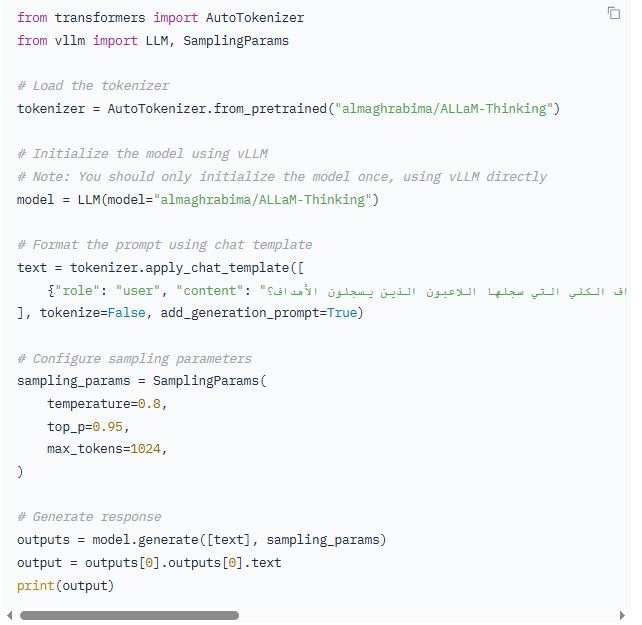 from transformers import AutoTokenizer
from vllm import LLM, SamplingParams

# Load the tokenizer
tokenizer = AutoTokenizer.from_pretrained("almaghrabima/ALLaM-Thinking")

# Initialize the model using vLLM
# Note: You should only initialize the model once, using vLLM directly
model = LLM(model="almaghrabima/ALLaM-Thinking")

# Format the prompt using chat template
text = tokenizer.apply_chat_template([
    {"role": "user", "content": "اف الكلي التي سجلها اللاعبون الذين يسجلون الأهداف؟
], tokenize=False, add_generation_prompt=True)

# Configure sampling parameters
sampling_params = SamplingParams(
    temperature=0.8,
    top_p=0.95,
    max_tokens=1024,
)

# Generate response
outputs = model.generate([text], sampling_params)
output = outputs[0].outputs[0].text
print(output)